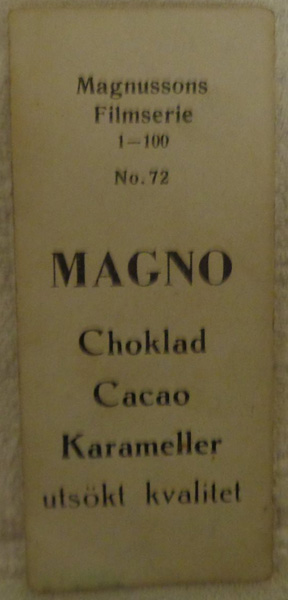 Magnussons
Filmserie
1—100
No. 72
MAGNO
Choklad
Cacao
Karameller
utsökt kvalitet